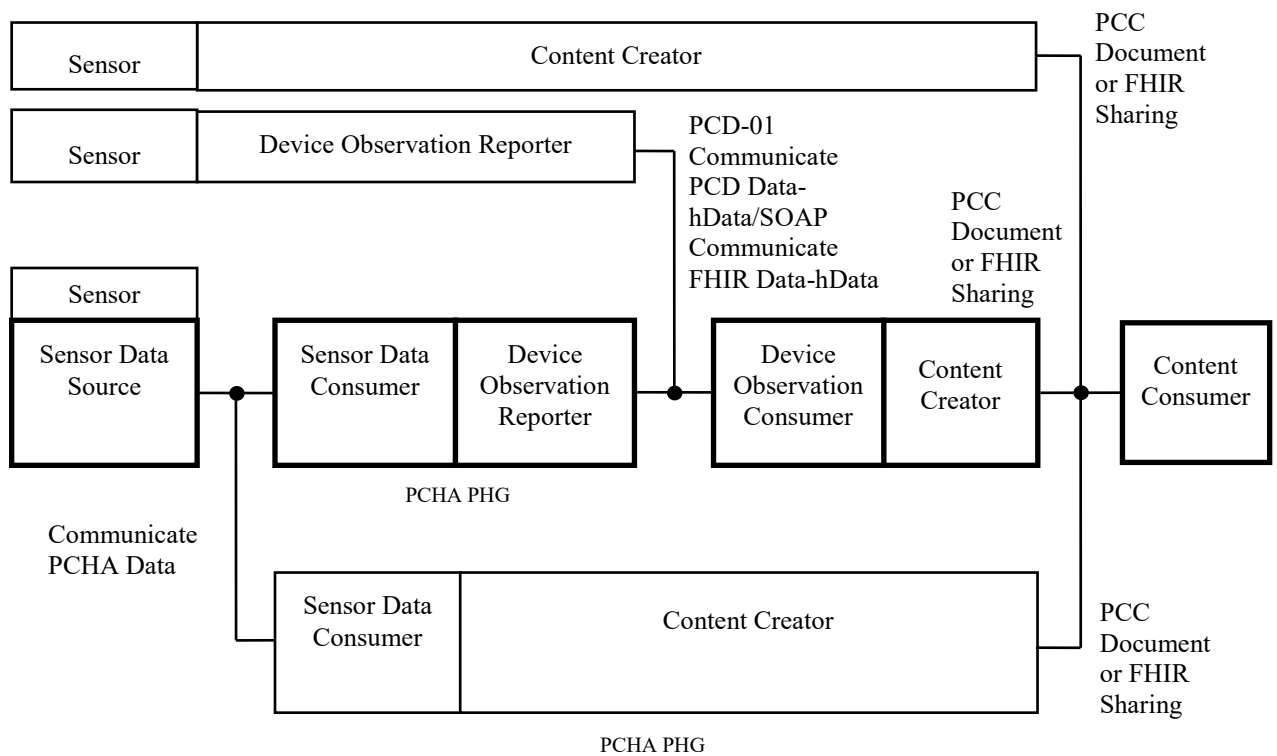 Sensor
Content Creator
PCC
Document
or FHIR
Sharing
Sensor
Device Observation Reporter
PCD-01
Communicate
PCD Data-
hData/SOAP
Communicate
FHIR Data-hData
PCC
Document
or FHIR
Sharing
Sensor
Sensor Data
Source
Sensor Data
Consumer
Device
Observation
Reporter
Device
Observation
Consumer
Content
Creator
Content
Consumer
PCHA PHG
Communicate
PCHA Data
Sensor Data
Consumer
Content Creator
PCC
Document
or FHIR
Sharing
PCHA PHG